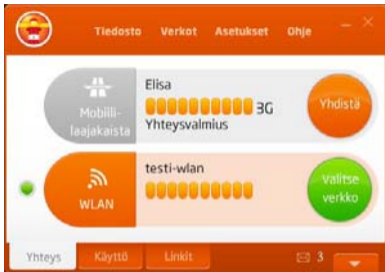 Tiedosto Verkot Asetukset Ohje
Elisa
3G
Mobiili-
laajakaista
Yhteysvalmius
Yhdistä
testi-wlan
WLAN
Valitse
verkko
Yhteys Käyttö Linkit 3